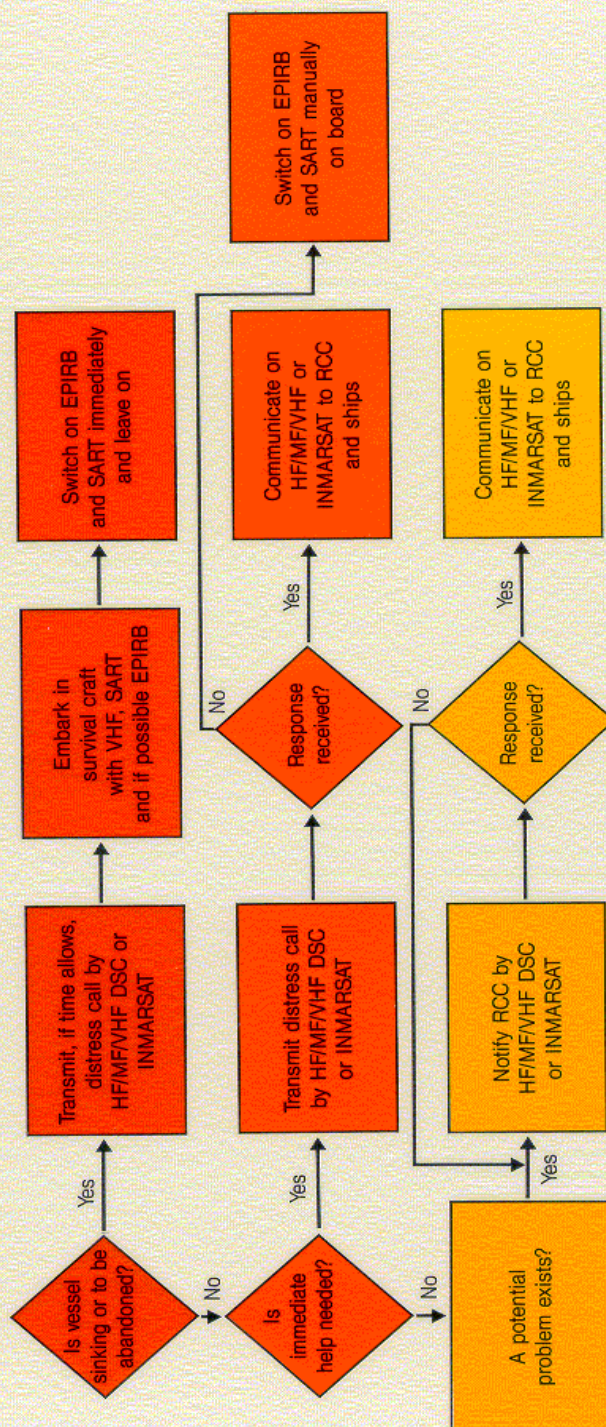 Is vessel
sinking or to be
abandoned?
Yes
Transmit, if time allows,
distress call by
HF/MF/VHF DSC or
INMARSAT
Embark in
survival craft
with VHF, SART
and if possible EPIRB
Switch on EPIRB
and SART immediately
and leave on
No
Is
immediate
help needed?
Yes
Transmit distress call
by HF/MF/VHF DSC
or INMARSAT
Response
received?
Yes
Communicate on
HF/MF/VHF or
INMARSAT to RCC
and ships
No
Switch on EPIRB
and SART manually
on board
No
A potential
problem exists?
Yes
Notify RCC by
HF/MF/VHF DSC
or INMARSAT
Response
received?
Yes
Communicate on
HF/MF/VHF or
INMARSAT to RCC
and ships
No